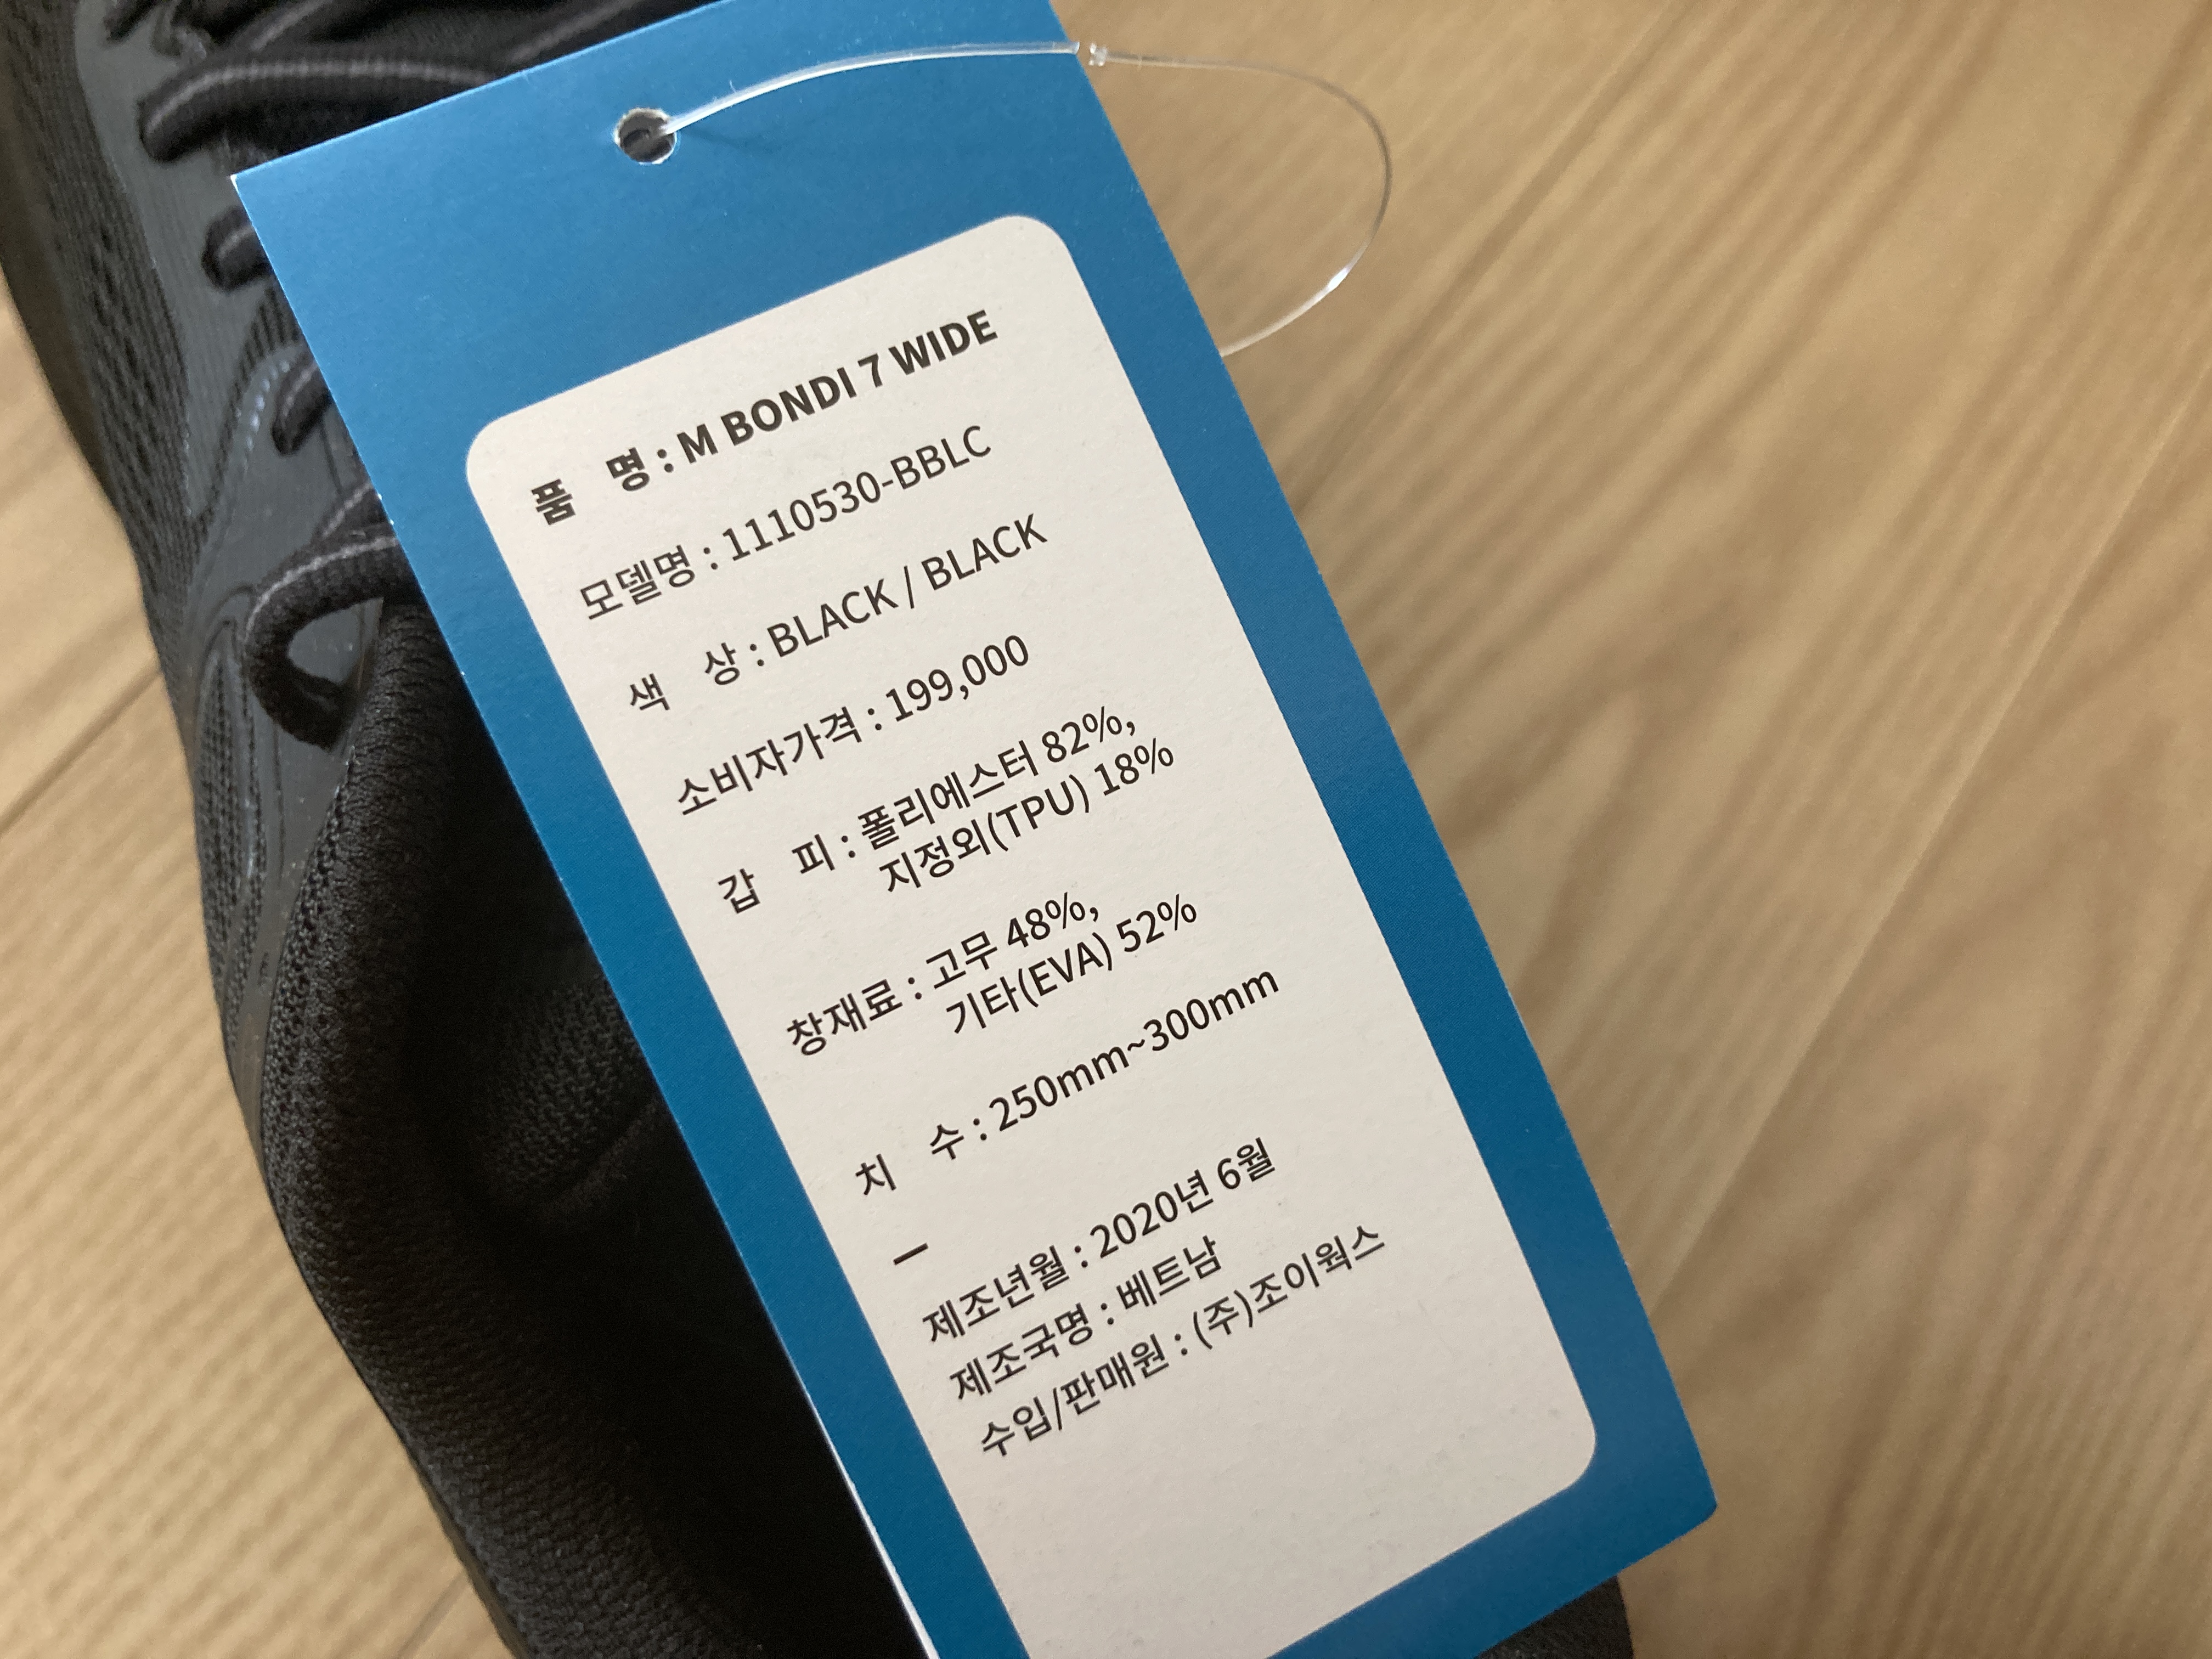 품 명 : M BONDI 7 WIDE
모델명 : 1110530-BBLC
색 상 : BLACK / BLACK
소비자가격 : 199,000
갑 피 : 폴리에스터 82%,
지정외(TPU) 18%
창재료 : 고무 48%,
기타(EVA) 52%
치 수 : 250mm~300mm
ー
제조년월 : 2020년 6월
제조국명 : 베트남
수입/판매원 : (주)조이웍스